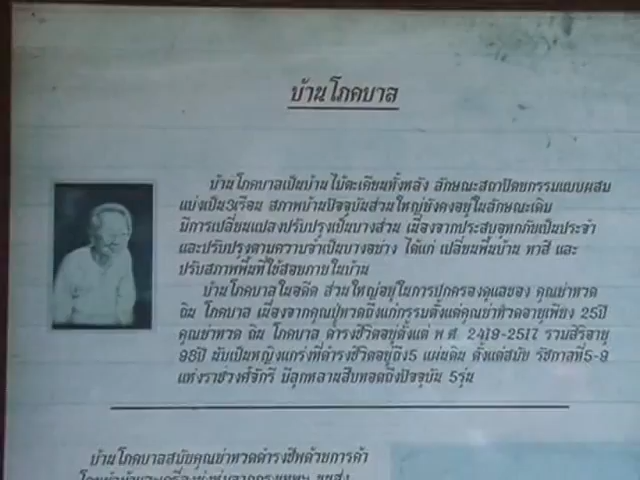 บ้านโภคบาล
บ้านโภคบาลเป็นบ้านไม้ตะเคียนทั้งหลัง ลักษณะสถาปัตยกรรมแบบผสม
แบ่งเป็น3เรือน สภาพบ้านปัจจุบันส่วนใหญ่ยังคงอยู่ในลักษณะเดิม
มีการเปลี่ยนแปลงปรับปรุงเป็นบางส่วน เนื่องจากประสบอุทกภัยเป็นประจำ
และปรับปรุงตามความจำเป็นบางอย่าง ได้แก่ เปลี่ยนพื้นบ้าน ทาสี และ
ปรับสภาพพื้นที่ใช้สอยภายในบ้าน
บ้านโภคบาลในอดีต ส่วนใหญ่อยู่ในการปกครองดูแลของ คุณย่าทวด
ถิน โภคบาล เนื่องจากคุณปู่ทวดถึงแก่กรรมตั้งแต่คุณย่าทวดอายุเพียง 25ปี
คุณย่าทวด ถิน โภคบาล ดำรงชีวิตอยู่ตั้งแต่ พ.ศ. 2419-2517 รวมสิริอายุ
98ปี นับเป็นหญิงแกร่งที่ดำรงชีวิตอยู่ถึง5 แผ่นดิน ตั้งแต่สมัย รัชกาลที่5-9
แห่งราชวงศ์จักรี มีลูกหลานสืบทอดถึงปัจจุบัน 5รุ่น
บ้านโภคบาลสมัยคุณย่าทวดดำรงชีพด้วยการค้า